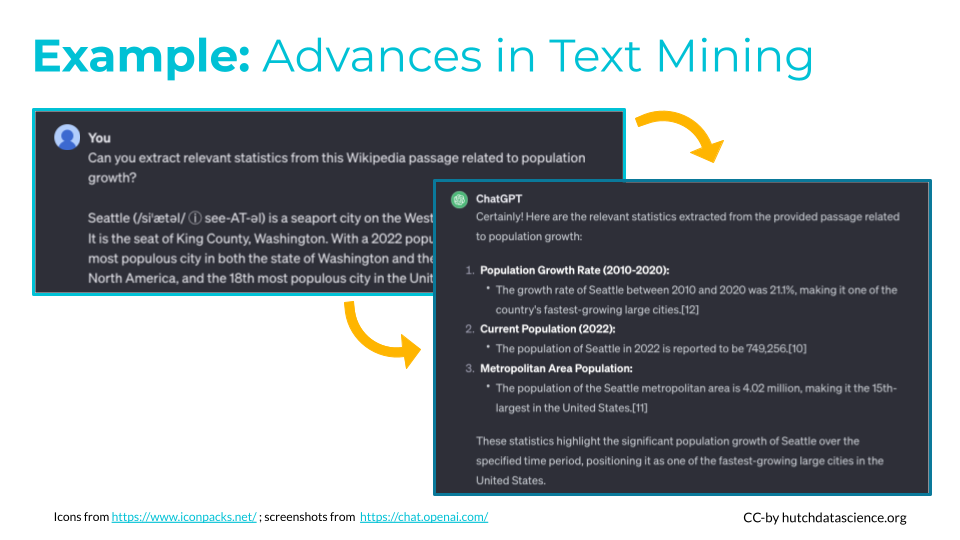 Example: Advances in Text Mining
You
Can you extract relevant statistics from this Wikipedia passage related to population
growth?
Seattle (/siˈætəl/ ⓘ see-AT-əl) is a seaport city on the West
It is the seat of King County, Washington. With a 2022 popu
most populous city in both the state of Washington and the
North America, and the 18th most populous city in the Unit
ChatGPT
Certainly! Here are the relevant statistics extracted from the provided passage related
to population growth:
1. Population Growth Rate (2010-2020):
• The growth rate of Seattle between 2010 and 2020 was 21.1%, making it one of the
country's fastest-growing large cities.[12]
2. Current Population (2022):
• The population of Seattle in 2022 is reported to be 749,256.[10]
3. Metropolitan Area Population:
• The population of the Seattle metropolitan area is 4.02 million, making it the 15th-
largest in the United States.[11]
These statistics highlight the significant population growth of Seattle over the
specified time period, positioning it as one of the fastest-growing large cities in the
United States.
Icons from https://www.iconpacks.net/ ; screenshots from https://chat.openai.com/
CC-by hutchdatascience.org